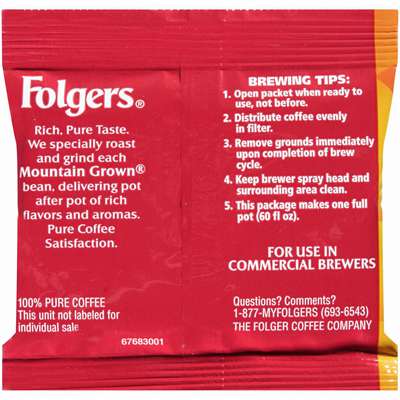 Folgers®
Rich, Pure Taste.
We specially roast
and grind each
Mountain Grown®
bean, delivering pot
after pot of rich
flavors and aromas.
Pure Coffee
Satisfaction.
100% PURE COFFEE
This unit not labeled for
individual sale
67683001
BREWING TIPS:
1. Open packet when ready to
use, not before.
2. Distribute coffee evenly
in filter.
3. Remove grounds immediately
upon completion of brew
cycle.
4. Keep brewer spray head and
surrounding area clean.
5. This package makes one full
pot (60 fl oz).
FOR USE IN
COMMERCIAL BREWERS
Questions? Comments?
1-877-MYFOLGERS (693-6543)
THE FOLGER COFFEE COMPANY